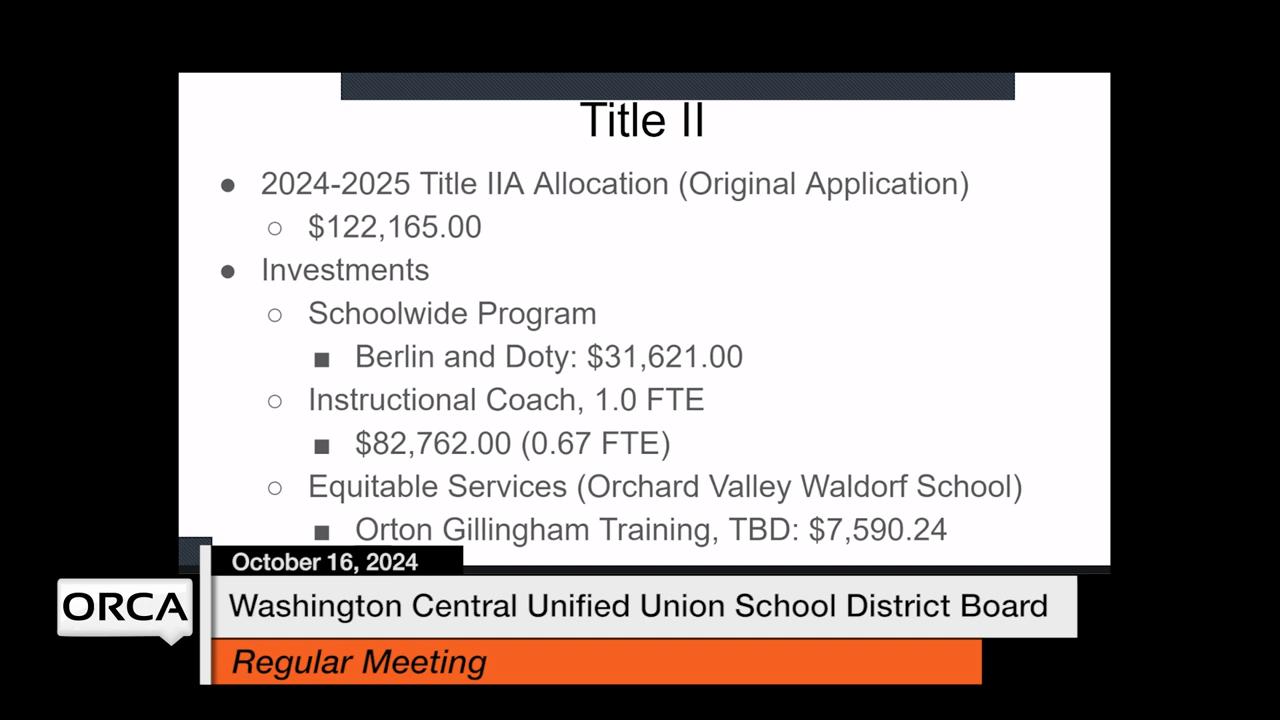 Title II
● 2024-2025 Title IIA Allocation (Original Application)
○ $122,165.00
● Investments
○ Schoolwide Program
■ Berlin and Doty: $31,621.00
○ Instructional Coach, 1.0 FTE
■ $82,762.00 (0.67 FTE)
○ Equitable Services (Orchard Valley Waldorf School)
■ Orton Gillingham Training, TBD: $7,590.24
October 16, 2024
ORCA
Washington Central Unified Union School District Board
Regular Meeting